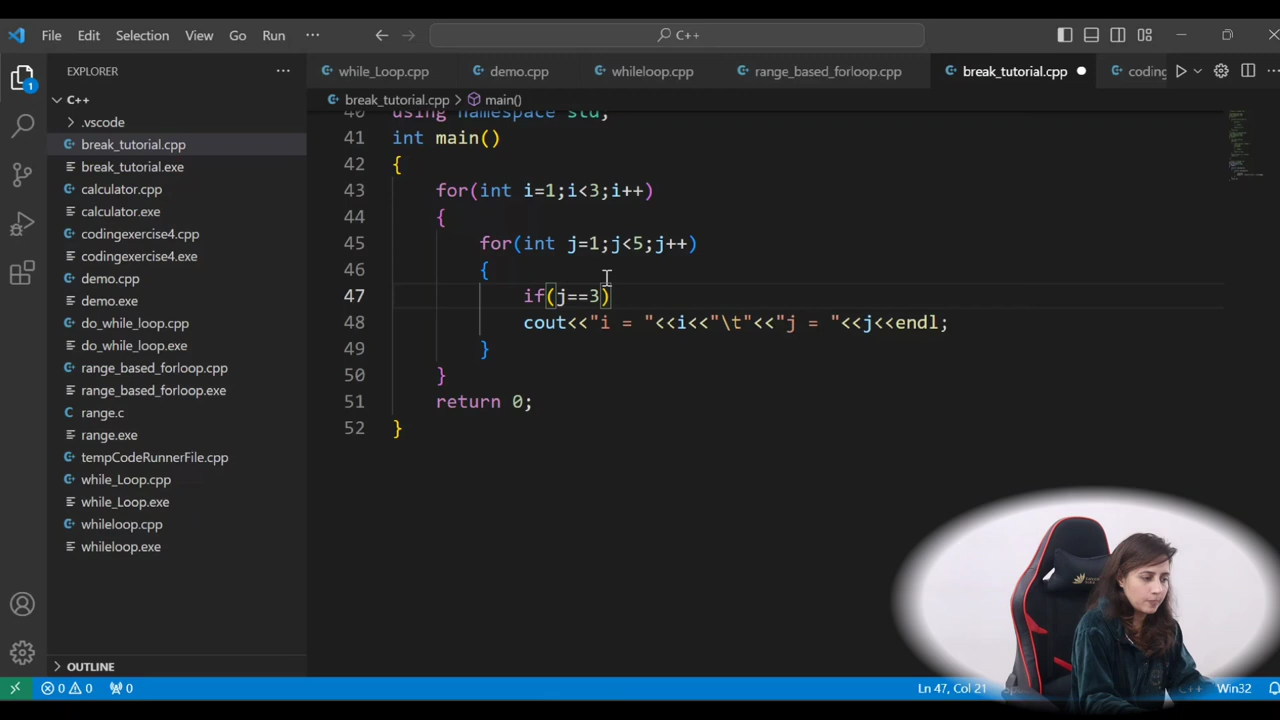 File Edit Selection View Go Run ··· C++
EXPLORER ···
while_Loop.cpp demo.cpp whileloop.cpp range_based_forloop.cpp break_tutorial.cpp coding ···
C++
break_tutorial.cpp > main()
.vscode
break_tutorial.cpp
break_tutorial.exe
calculator.cpp
calculator.exe
codingexercise4.cpp
codingexercise4.exe
demo.cpp
demo.exe
do_while_loop.cpp
do_while_loop.exe
range_based_forloop.cpp
range_based_forloop.exe
range.c
range.exe
tempCodeRunnerFile.cpp
while_Loop.cpp
while_Loop.exe
whileloop.cpp
whileloop.exe
OUTLINE
40 using namespace std;
41 int main()
42 {
43 for(int i=1;i<3;i++)
44 {
45 for(int j=1;j<5;j++)
46 {
47 if(j==3)
48 cout<<"i = "<<i<<"\t"<<"j = "<<j<<endl;
49 }
50 }
51 return 0;
52 }
1
0 0 0 Ln 47, Col 21 C++ Win32